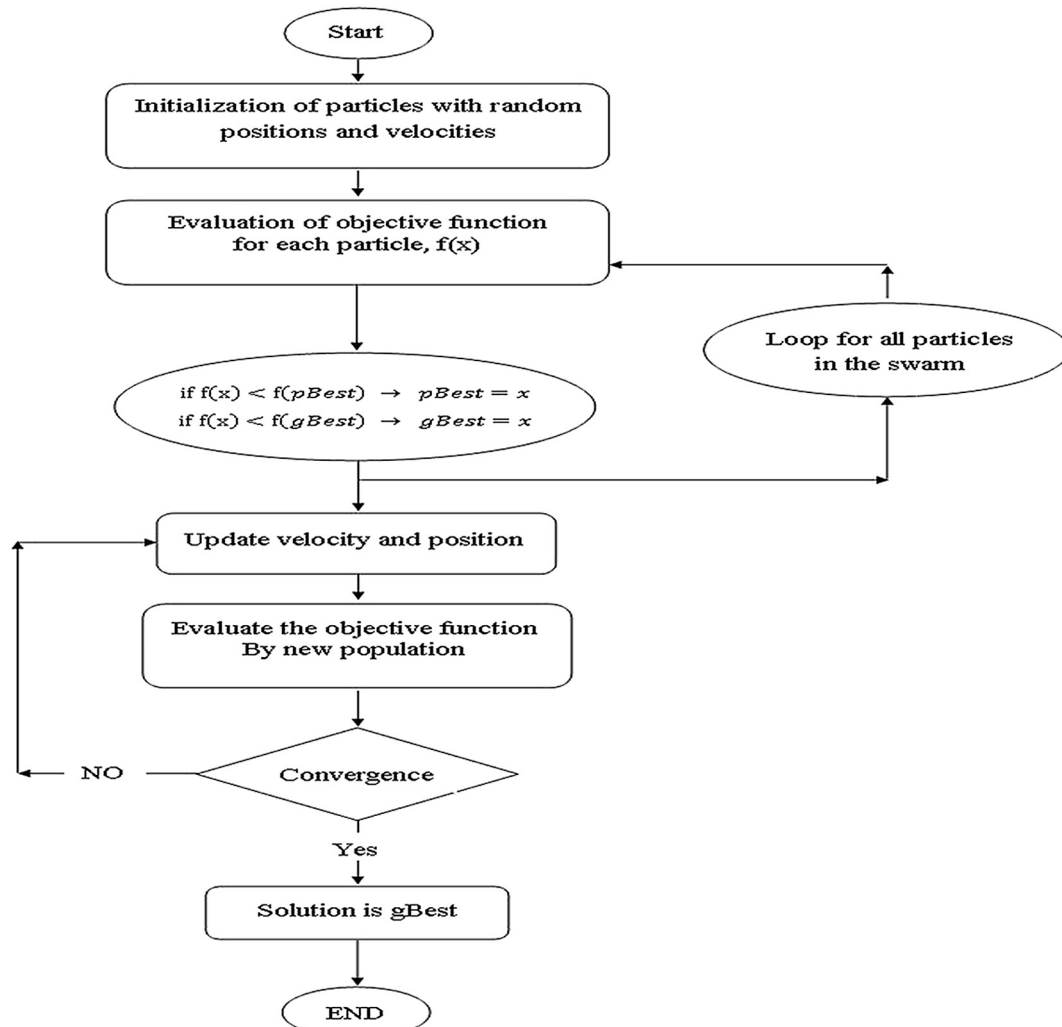 Start
Initialization of particles with random
positions and velocities
Evaluation of objective function
for each particle, f(x)
Loop for all particles
in the swarm
if f(x) < f(pBest) → pBest = x
if f(x) < f(gBest) → gBest = x
Update velocity and position
Evaluate the objective function
By new population
NO
Convergence
Yes
Solution is gBest
END